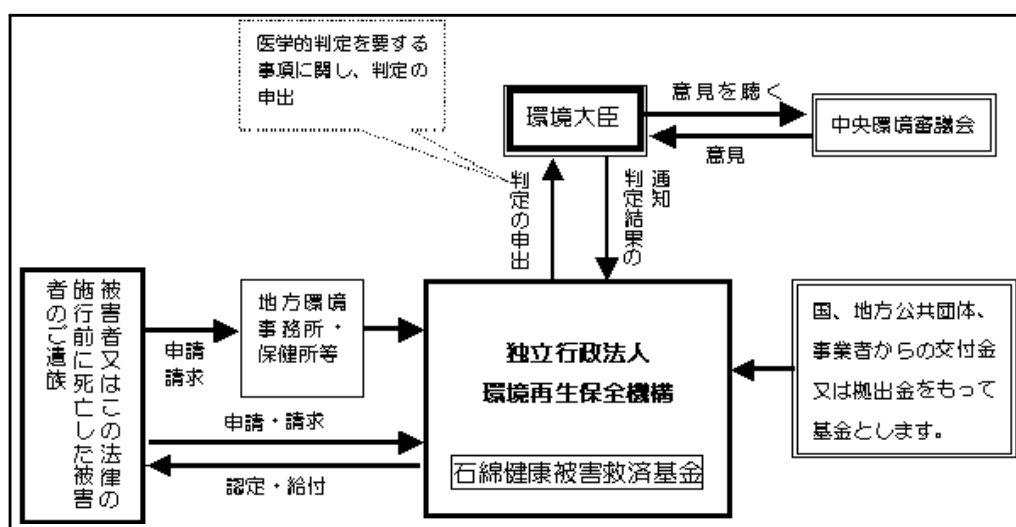 医学的判定を要する
事項に関し、判定の
申出
環境大臣
意見を聴く
意見
中央環境審議会
判定の申出
通知
判定結果の
被害者又はこの法律の
施行前に死亡した被害
者のご遺族
申請
請求
地方環境
事務所・
保健所等
申請・請求
認定・給付
独立行政法人
環境再生保全機構
石綿健康被害救済基金
国、地方公共団体、
事業者からの交付金
又は拠出金をもって
基金とします。